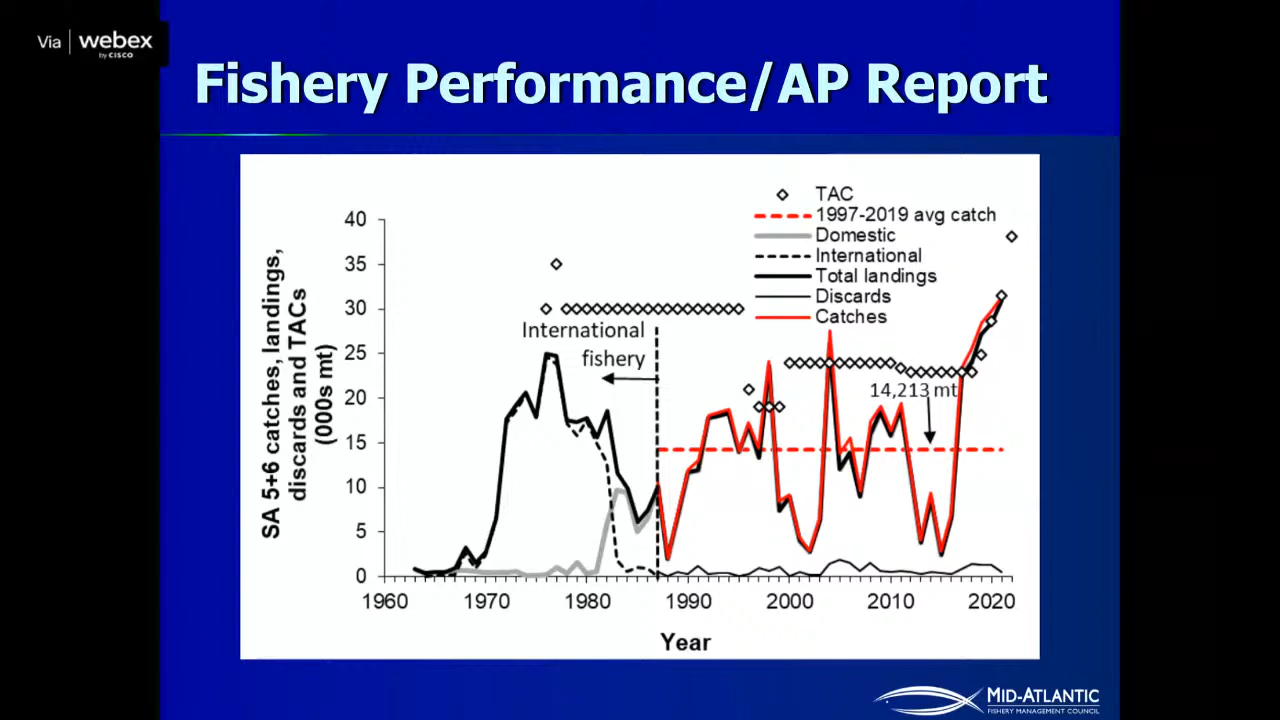 Via webex
by CISCO
Fishery Performance/AP Report
TAC
1997-2019 avg catch
Domestic
International
Total landings
Discards
Catches
International
fishery
14,213 mt
SA 5+6 catches, landings,
discards and TACs
(000s mt)
40
35
30
25
20
15
10
5
0
1960 1970 1980 1990 2000 2010 2020
Year
MID-ATLANTIC
FISHERY MANAGEMENT COUNCIL